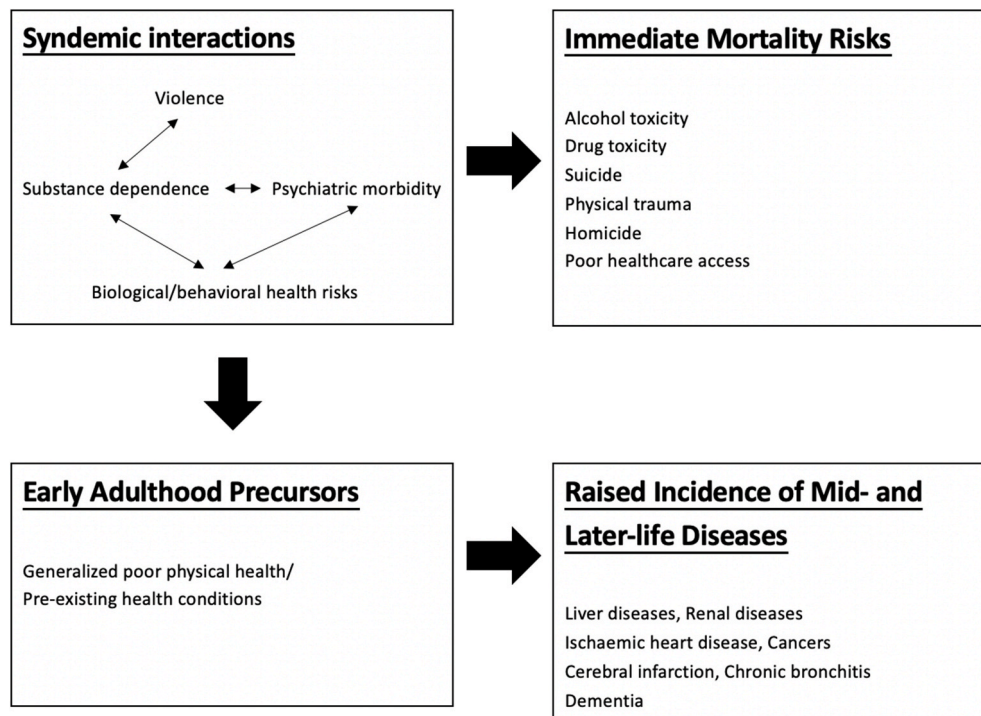 Syndemic interactions
Violence
Substance dependence
Psychiatric morbidity
Biological/behavioral health risks
Immediate Mortality Risks
Alcohol toxicity
Drug toxicity
Suicide
Physical trauma
Homicide
Poor healthcare access
Early Adulthood Precursors
Generalized poor physical health/
Pre-existing health conditions
Raised Incidence of Mid- and
Later-life Diseases
Liver diseases, Renal diseases
Ischaemic heart disease, Cancers
Cerebral infarction, Chronic bronchitis
Dementia